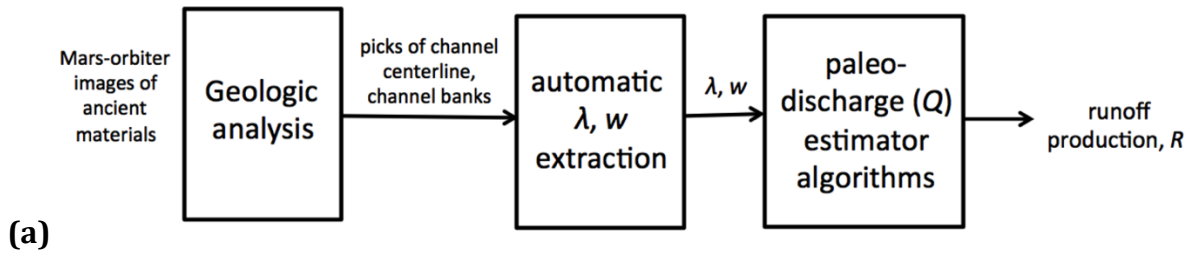 Mars-orbiter
images of
ancient
materials
Geologic
analysis
picks of channel
centerline,
channel banks
automatic
λ, w
extraction
λ, w
paleo-
discharge (Q)
estimator
algorithms
runoff
production, R
(a)